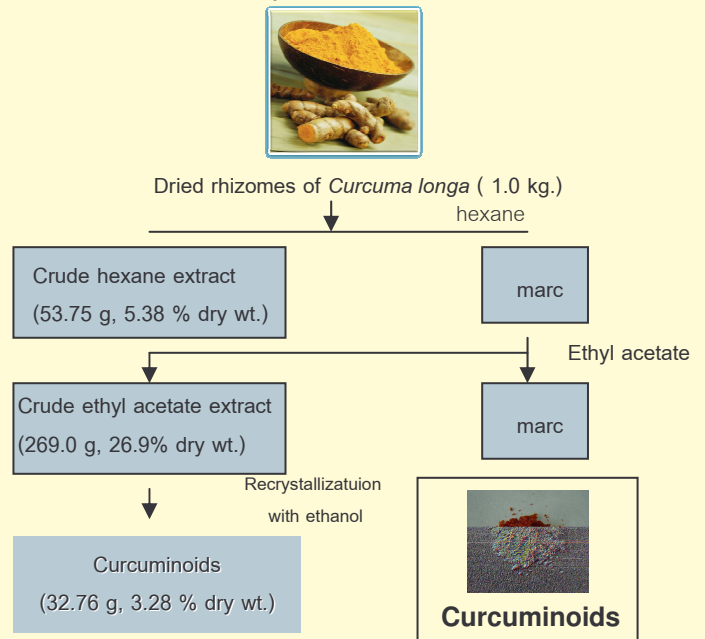 Dried rhizomes of Curcuma longa ( 1.0 kg.)
hexane
Crude hexane extract
(53.75 g, 5.38 % dry wt.)
marc
Ethyl acetate
Crude ethyl acetate extract
(269.0 g, 26.9% dry wt.)
marc
Recrystallizatuion
with ethanol
Curcuminoids
(32.76 g, 3.28 % dry wt.)
Curcuminoids